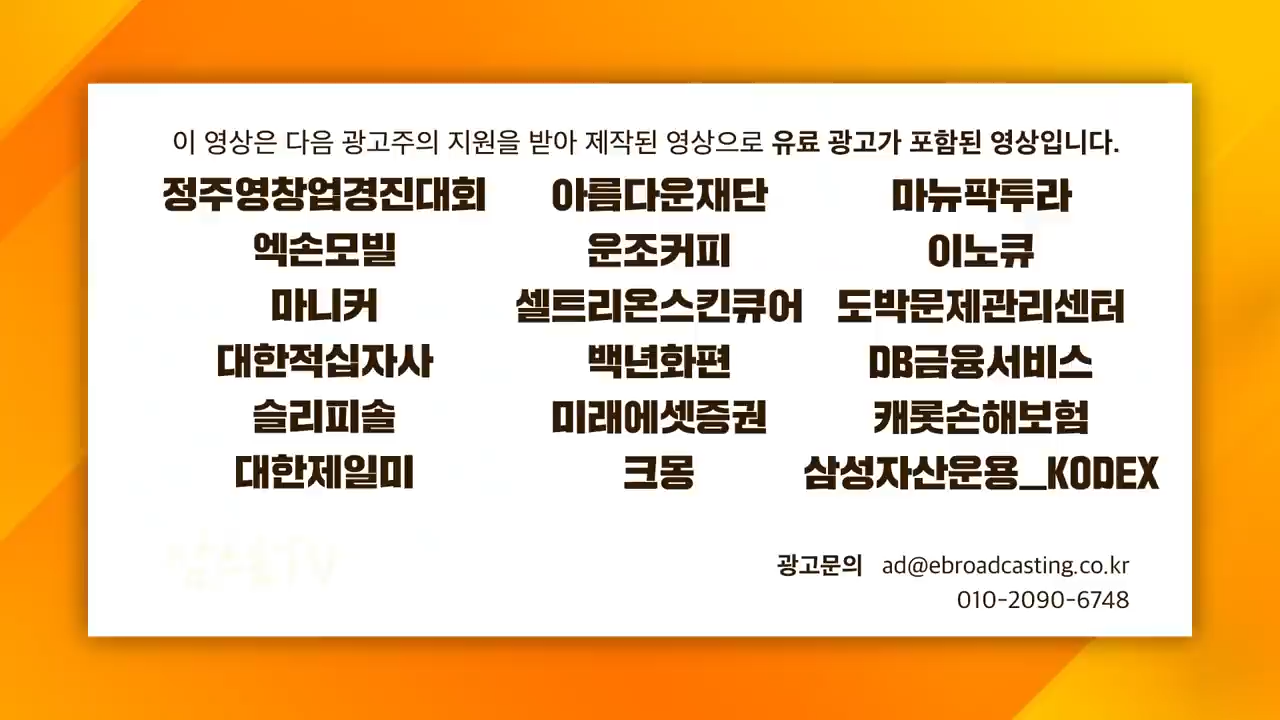 이 영상은 다음 광고주의 지원을 받아 제작된 영상으로 유료 광고가 포함된 영상입니다.
정주영창업경진대회 아름다운재단 마뉴팍투라
엑손모빌 운조커피 이노큐
마니커 셀트리온스킨큐어 도박문제관리센터
대한적십자사 백년화편 DB금융서비스
슬리피솔 미래에셋증권 캐롯손해보험
대한제일미 크몽 삼성자산운용_KODEX
광고문의 ad@ebroadcasting.co.kr
010-2090-6748